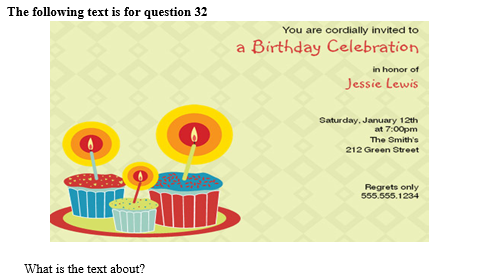 The following text is for question 32
You are cordially invited to
a Birthday Celebration
in honor of
Jessie Lewis
Saturday, January 12th
at 7:00pm
The Smith's
212 Green Street
Regrets only
555.555.1234
What is the text about?